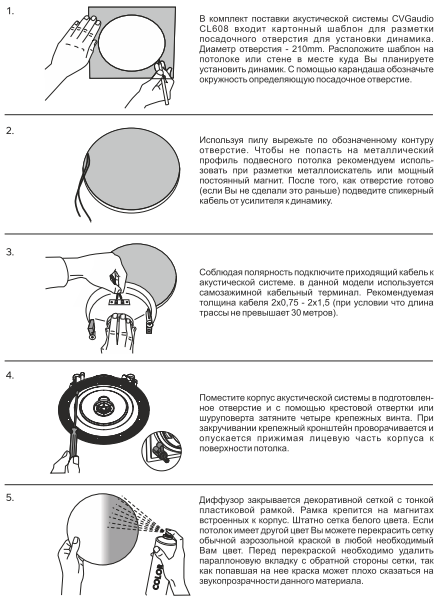 1.
В комплект поставки акустической системы CVGaudio
CL608 входит картонный шаблон для разметки
посадочного отверстия для установки динамика.
Диаметр отверстия - 210mm. Расположите шаблон на
потолоке или стене в месте куда Вы планируете
установить динамик. С помощью карандаша обозначьте
окружность определяющую посадочное отверстие.
2.
Используя пилу вырежьте по обозначенному контуру
отверстие. Чтобы не попасть на металлический
профиль подвесного потолка рекомендуем исполь-
зовать при разметки металлоискатель или мощный
постоянный магнит. После того, как отверстие готово
(если Вы не сделали это раньше) подведите спикерный
кабель от усилителя к динамику.
3.
Соблюдая полярность подключите приходящий кабель к
акустической системе. в данной модели используется
самозажимной кабельный терминал. Рекомендуемая
толщина кабеля 2x0,75 - 2x1,5 (при условии что длина
трассы не превышает 30 метров).
4.
Поместите корпус акустической системы в подготовлен-
ное отверстие и с помощью крестовой отвертки или
шуруповерта затяните четыре крепежных винта. При
закручивании крепежный кронштейн проворачивается и
опускается прижимая лицевую часть корпуса к
поверхности потолка.
5.
COLOR
Диффузор закрывается декоративной сеткой с тонкой
пластиковой рамкой. Рамка крепится на магнитах
встроенных к корпус. Штатно сетка белого цвета. Если
потолок имеет другой цвет Вы можете перекрасить сетку
обычной аэрозольной краской в любой необходимый
Вам цвет. Перед перекраской необходимо удалить
параллоновую вкладку с обратной стороны сетки, так
как попавшая на нее краска может плохо сказаться на
звукопрозрачности данного материала.